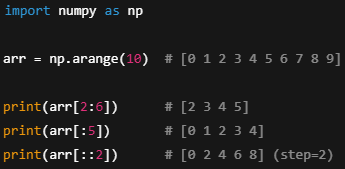 import numpy as np
arr = np.arange(10)  # [0 1 2 3 4 5 6 7 8 9]
print(arr[2:6])      # [2 3 4 5]
print(arr[:5])       # [0 1 2 3 4]
print(arr[::2])      # [0 2 4 6 8] (step=2)